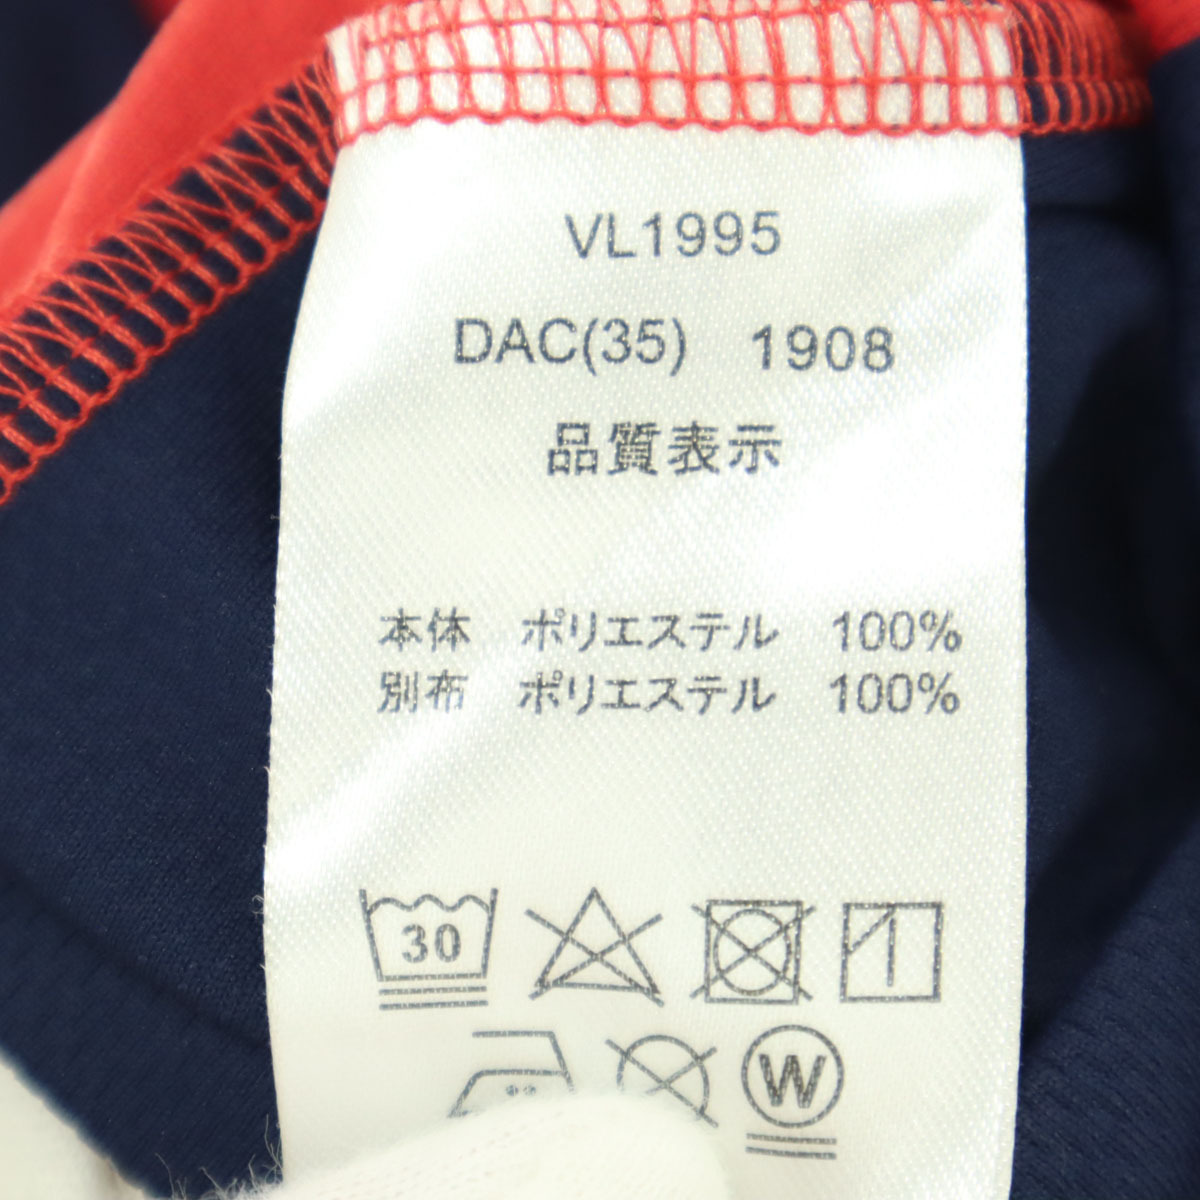 VL1995
DAC(35) 1908
品質表示
本体 ポリエステル 100%
別布 ポリエステル 100%
30
W